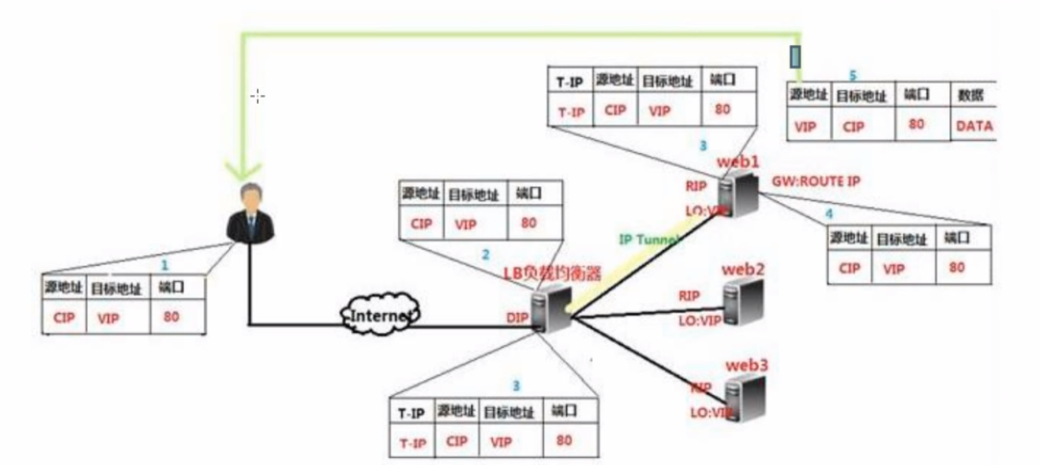 T-IP 源地址 目标地址 端口
T-IP CIP VIP 80
3
5
源地址 目标地址 端口 数据
VIP CIP 80 DATA
web1
RIP
LO:VIP
GW:ROUTE IP
4
源地址 目标地址 端口
CIP VIP 80
源地址 目标地址 端口
CIP VIP 80
2
IP Tunnel
LB负载均衡器
DIP
1
源地址 目标地址 端口
CIP VIP 80
Internet
web2
RIP
LO:VIP
web3
RIP
LO:VIP
3
T-IP 源地址 目标地址 端口
T-IP CIP VIP 80